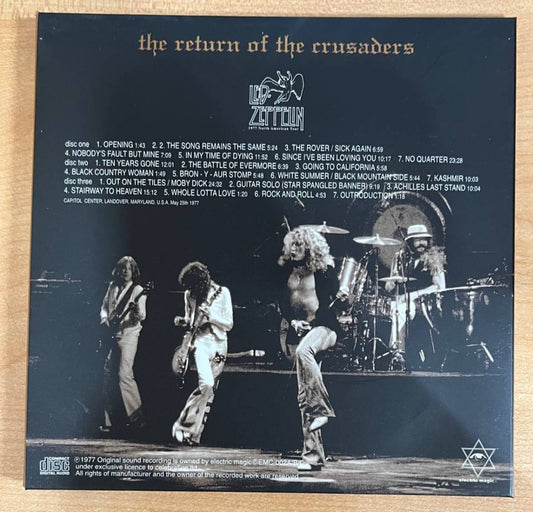 the return of the crusaders
LED
ZEPPELIN
1977 North American Tour
disc one 1. OPENING 1:43 2. 2. THE SONG REMAINS THE SAME 5:24 3. THE ROVER / SICK AGAIN 6:59
4. NOBODY'S FAULT BUT MINE 7:09 5. IN MY TIME OF DYING 11:52 6. SINCE I'VE BEEN LOVING YOU 10:17 7. NO QUARTER 23:28
disc two 1. TEN YEARS GONE 12:01 2. THE BATTLE OF EVERMORE 6:39 3. GOING TO CALIFORNIA 5:58
4. BLACK COUNTRY WOMAN 2:01 5. BRON - Y - AUR STOMP 5:48 6. WHITE SUMMER / BLACK MOUNTAIN SIDE 5:44 7. KASHMIR 10:03
disc three 1. OUT ON THE TILES / MOBY DICK 24:32 2. GUITAR SOLO (STAR SPANGLED BANNER) 9:19 3. ACHILLES LAST STAND 10:04
4. STAIRWAY TO HEAVEN 15:12 5. WHOLE LOTTA LOVE 1:20 6. ROCK AND ROLL 4:53 7. OUTRODUCTION 1:18
CAPITOL CENTER, LANDOVER, MARYLAND. U.S.A. May 25th 1977
COMPACT
disc
DIGITAL AUDIO
℗1977 Original sound recording is owned by electric magic
under exclusive licence to celebration ltd.
All rights of manufacturer and the owner of the recorded work are reserved.
electric magic